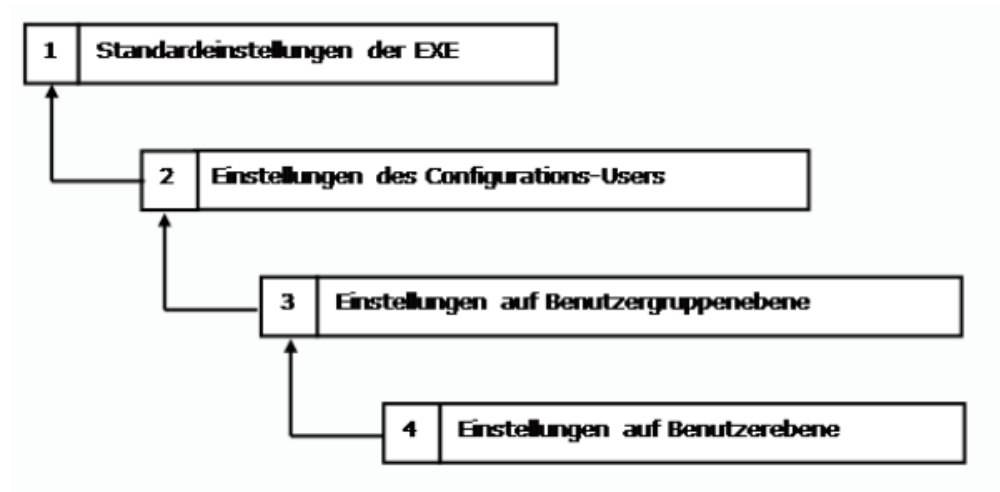 1 Standardeinstellungen der EXE
2 Einstellungen des Configurations-Users
3 Einstellungen auf Benutzergruppenebene
4 Einstellungen auf Benutzerebene